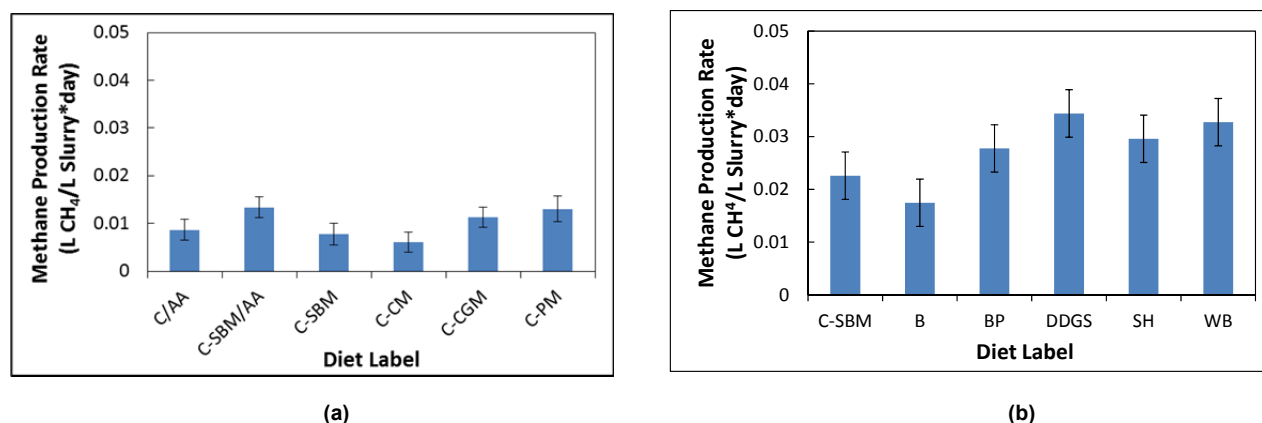 Methane Production Rate
(L CH₄/L Slurry*day)
0.05
0.04
0.03
0.02
0.01
0
C/AA
C-SBM/AA
C-SBM
C-CM
C-CGM
C-PM
Diet Label
(a)
Methane Production Rate
(L CH⁴/L Slurry*day)
0.05
0.04
0.03
0.02
0.01
0
C-SBM B BP DDGS SH WB
Diet Label
(b)